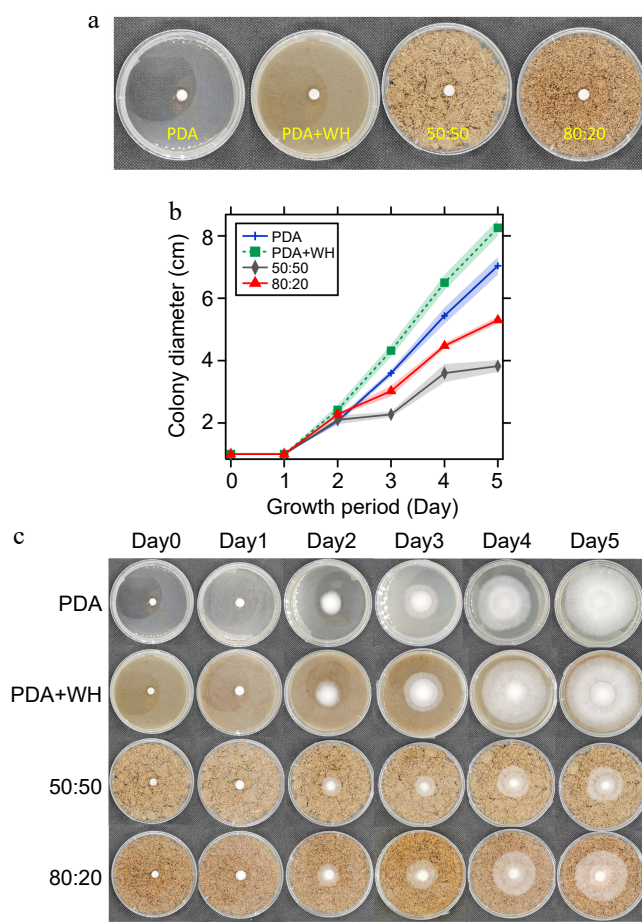 a
PDA
PDA+WH
50:50
80:20
b
PDA
PDA+WH
50:50
80:20
Colony diameter (cm)
8
6
4
2
0 1 2 3 4 5
Growth period (Day)
c
Day0 Day1 Day2 Day3 Day4 Day5
PDA
PDA+WH
50:50
80:20